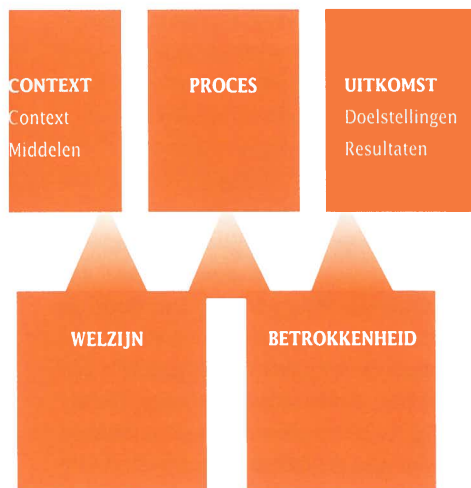 CONTEXT
Context
Middelen
PROCES
UITKOMST
Doelstellingen
Resultaten
WELZIJN
BETROKKENHEID